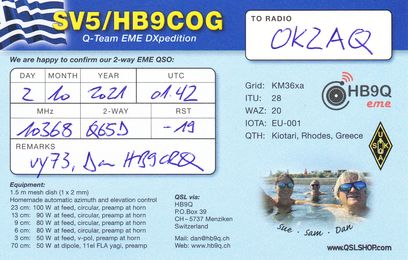 SV5/HB9COG
Q-Team EME DXpedition
TO RADIO
OK2AQ
We are happy to confirm our 2-way EME QSO:
DAY MONTH YEAR UTC
2 10 2021 01.42
MHz 2-WAY RST
10368 Q65D -19
REMARKS
vy73, Dan HB9CRQ
Grid: KM36xa
ITU: 28
WAZ: 20
IOTA: EU-001
QTH: Kiotari, Rhodes, Greece
HB9Q
eme
USKA
Equipment:
1.5 m mesh dish (1 x 2 mm)
Homemade automatic azimuth and elevation control
23 cm: 100 W at feed, circular, preamp at horn
13 cm: 90 W at feed, circular, preamp at horn
9 cm: 80 W at feed, circular, preamp at horn
6 cm: 80 W at feed, circular, preamp at horn
3 cm: 50 W at feed, v-pol, preamp at horn
70 cm: 50 W at dipole, 11el FLA yagi, preamp
QSL via:
HB9Q
P.O.Box 39
CH-5737 Menziken
Switzerland
Mail: dan@hb9q.ch
Web: www.hb9q.ch
Sue - Sam - Dan
www.QSLSHOP.com